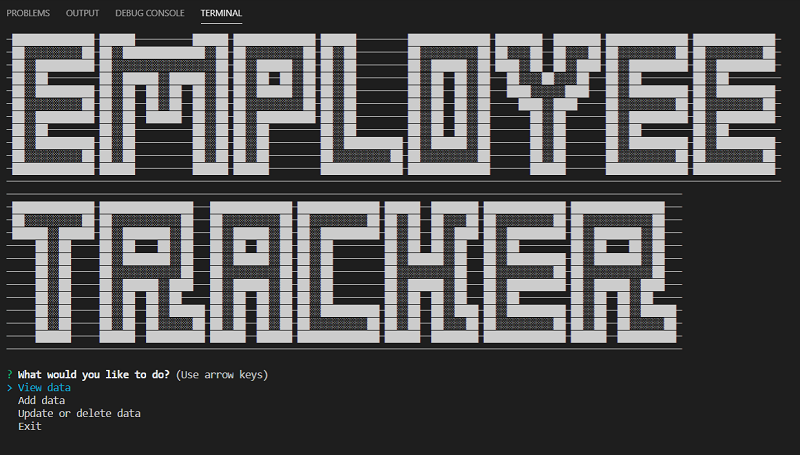 PROBLEMS OUTPUT DEBUG CONSOLE TERMINAL
EMPLOYEE
TRACKER
? What would you like to do? (Use arrow keys)
> View data
Add data
Update or delete data
Exit